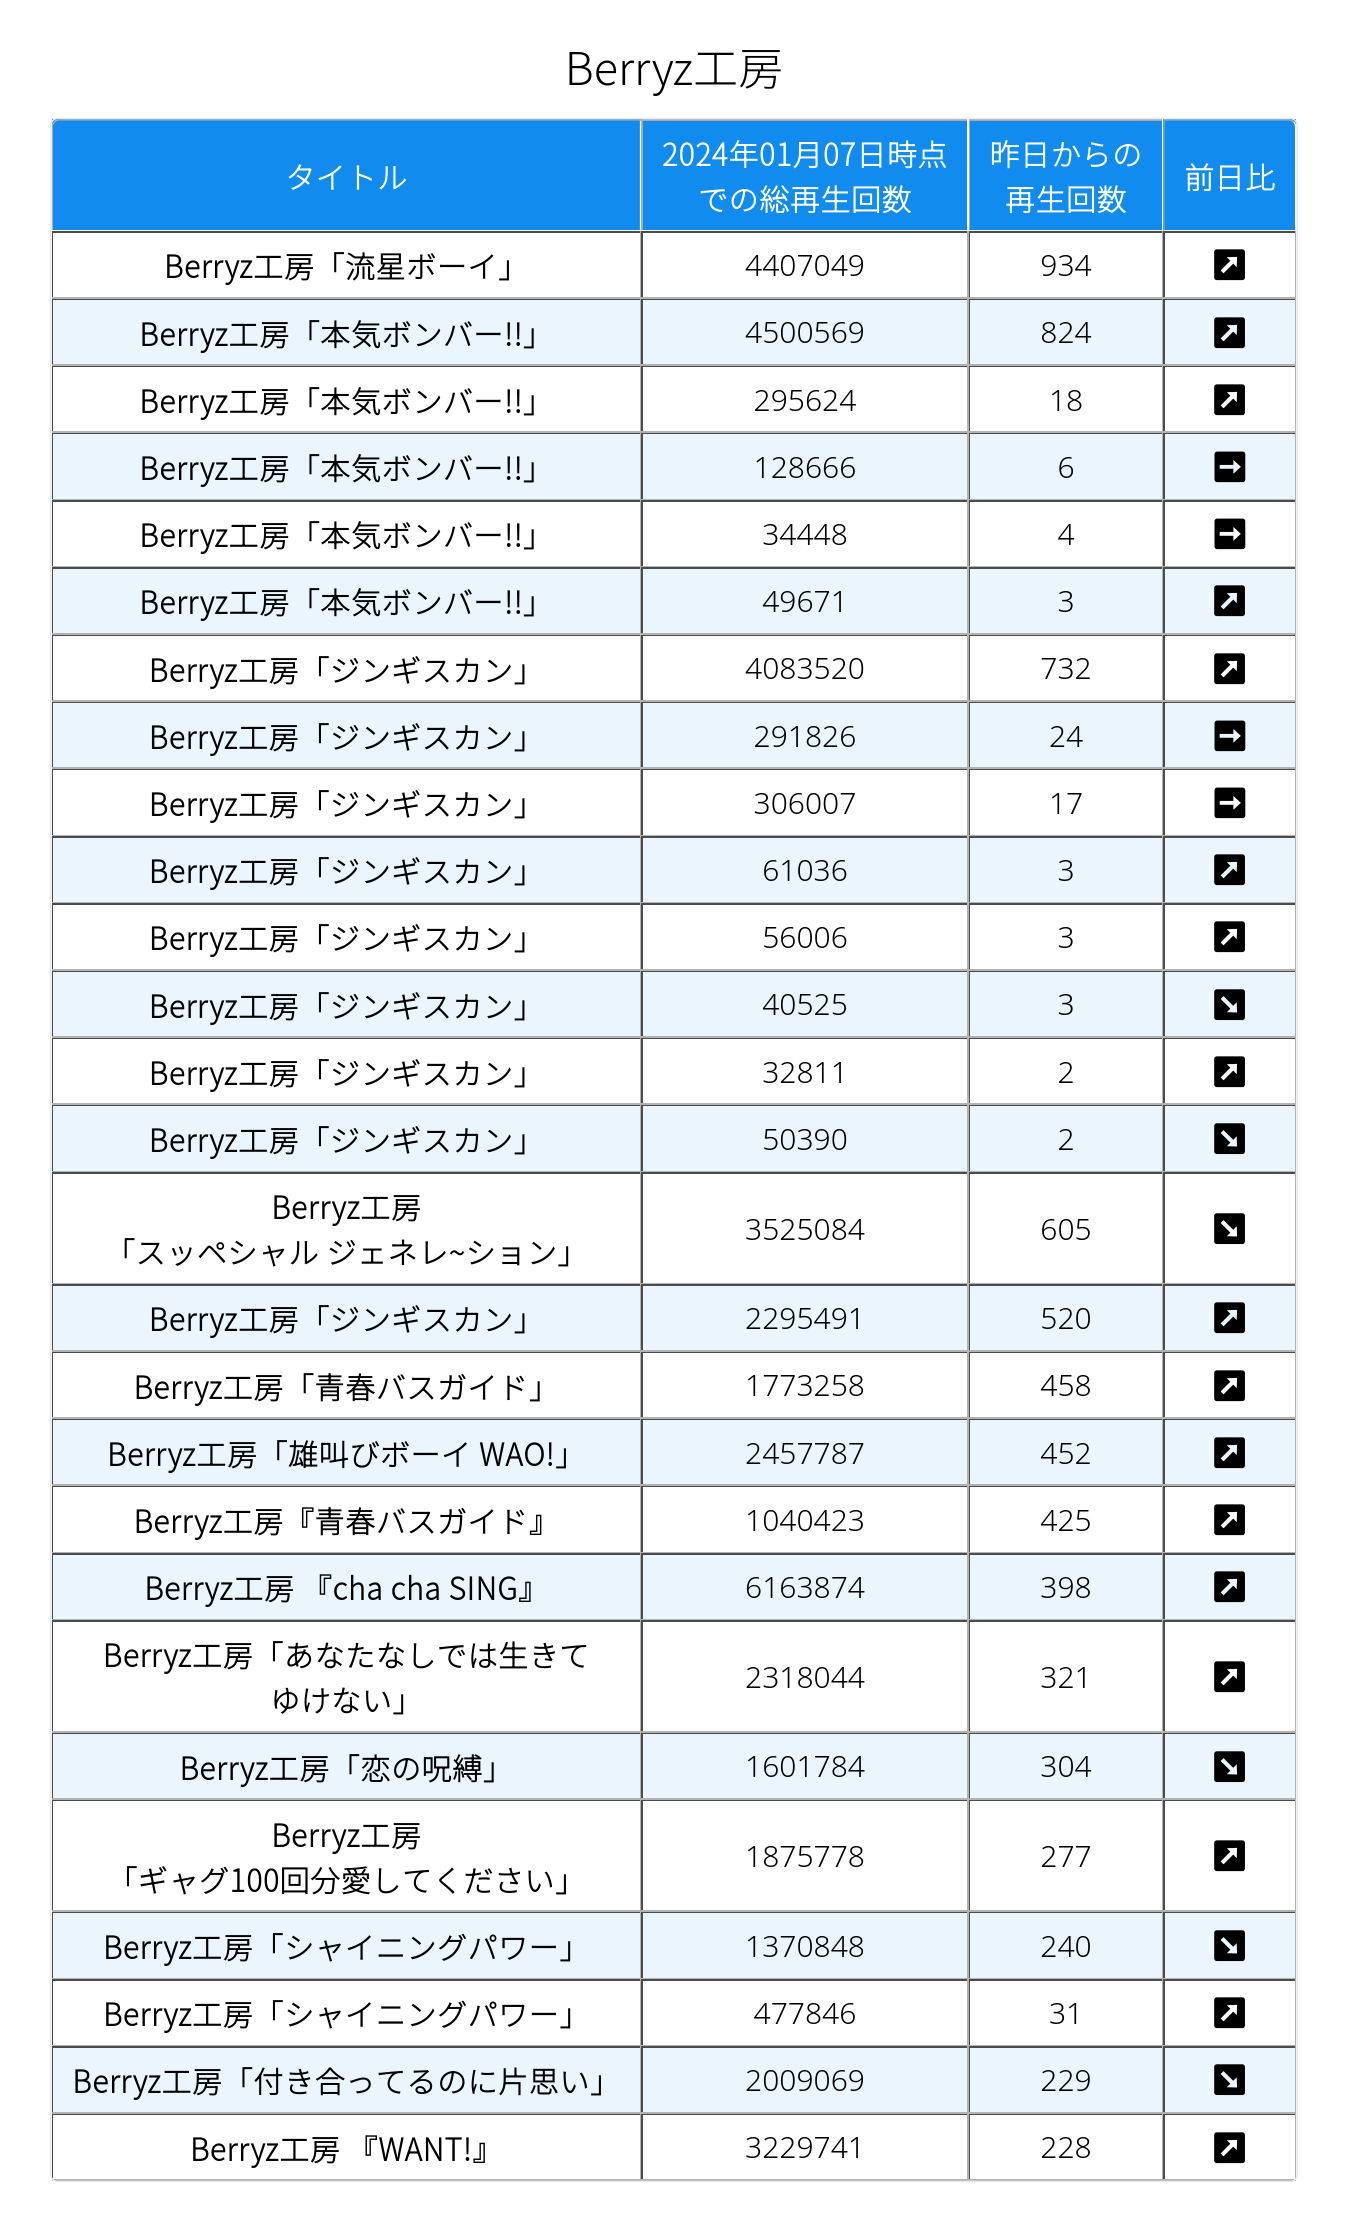 Berryz工房
タイトル
2024年01月07日時点
での総再生回数
昨日からの
再生回数
前日比
Berryz工房「流星ボーイ」 4407049 934 ↗
Berryz工房「本気ボンバー!!」 4500569 824 ↗
Berryz工房「本気ボンバー!!」 295624 18 ↗
Berryz工房「本気ボンバー!!」 128666 6 →
Berryz工房「本気ボンバー!!」 34448 4 →
Berryz工房「本気ボンバー!!」 49671 3 ↗
Berryz工房「ジンギスカン」 4083520 732 ↗
Berryz工房「ジンギスカン」 291826 24 →
Berryz工房「ジンギスカン」 306007 17 →
Berryz工房「ジンギスカン」 61036 3 ↗
Berryz工房「ジンギスカン」 56006 3 ↗
Berryz工房「ジンギスカン」 40525 3 ↘
Berryz工房「ジンギスカン」 32811 2 ↗
Berryz工房「ジンギスカン」 50390 2 ↘
Berryz工房
「スッペシャル ジェネレ~ション」 3525084 605 ↘
Berryz工房「ジンギスカン」 2295491 520 ↗
Berryz工房「青春バスガイド」 1773258 458 ↗
Berryz工房「雄叫びボーイ WAO!」 2457787 452 ↗
Berryz工房『青春バスガイド』 1040423 425 ↗
Berryz工房 『cha cha SING』 6163874 398 ↗
Berryz工房「あなたなしでは生きて
ゆけない」 2318044 321 ↗
Berryz工房「恋の呪縛」 1601784 304 ↘
Berryz工房
「ギャグ100回分愛してください」 1875778 277 ↗
Berryz工房「シャイニングパワー」 1370848 240 ↘
Berryz工房「シャイニングパワー」 477846 31 ↗
Berryz工房「付き合ってるのに片思い」 2009069 229 ↘
Berryz工房 『WANT!』 3229741 228 ↗